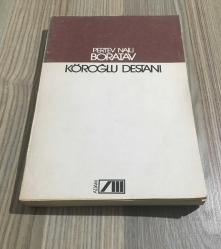 PERTEV NAİLİ
BORATAV
KÖROĞLU DESTANI
ADAM